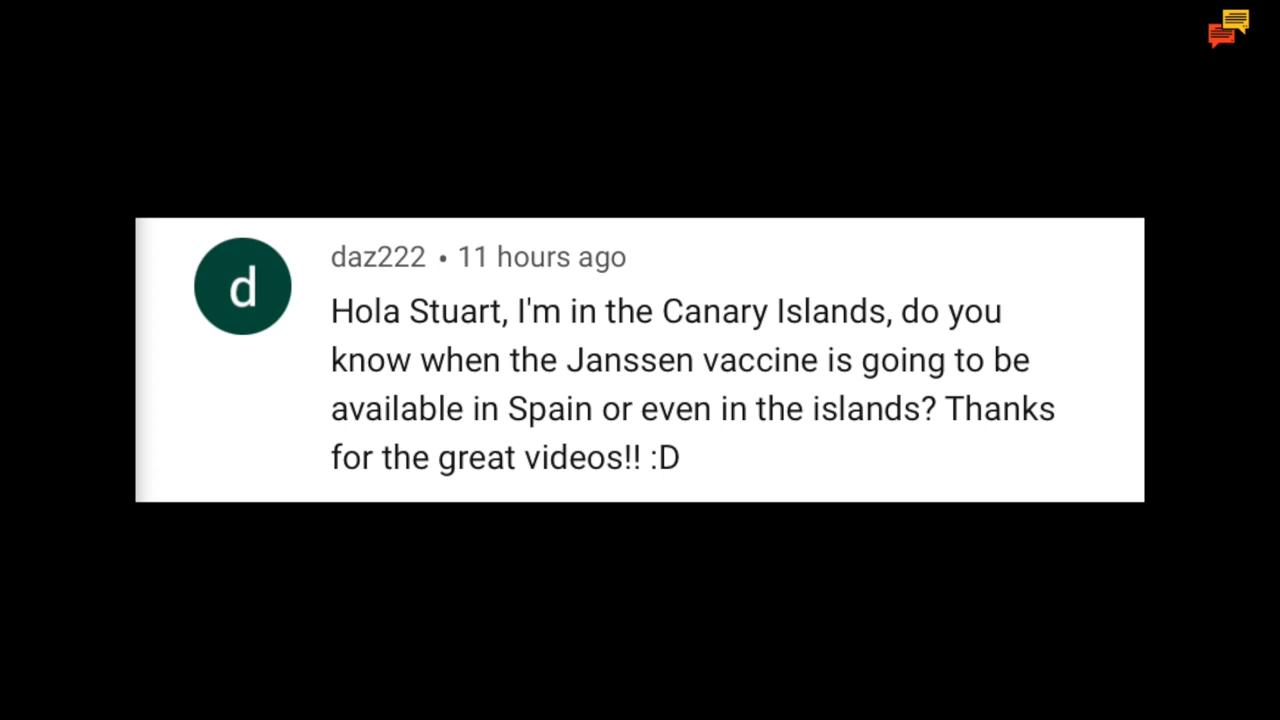 d
daz222 • 11 hours ago
Hola Stuart, I'm in the Canary Islands, do you
know when the Janssen vaccine is going to be
available in Spain or even in the islands? Thanks
for the great videos!! :D